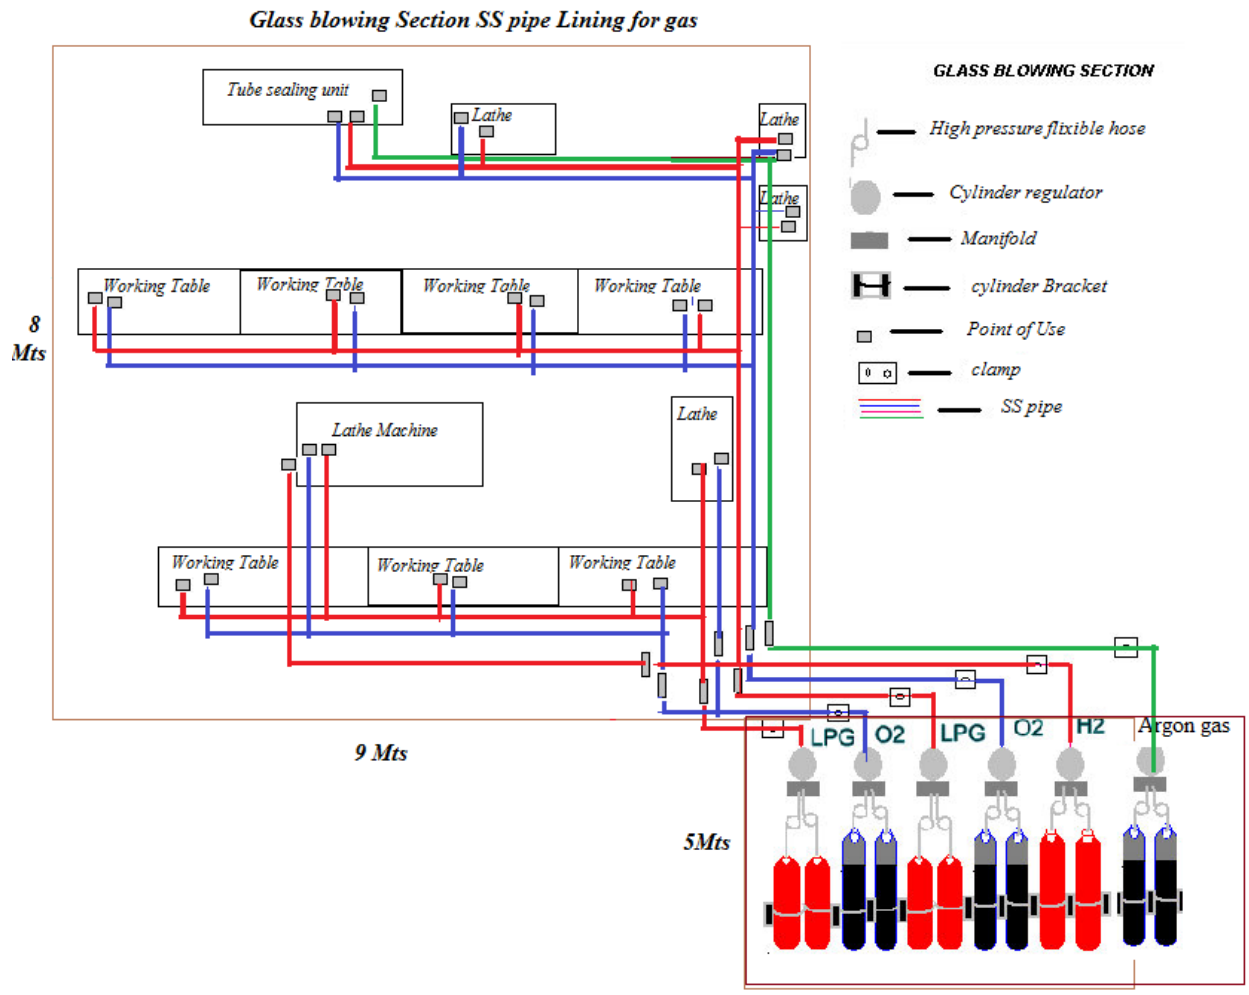 Glass blowing Section SS pipe Lining for gas
GLASS BLOWING SECTION
Tube sealing unit
Lathe
Lathe
Lathe
High pressure flixible hose
Cylinder regulator
Manifold
cylinder Bracket
Point of Use
clamp
SS pipe
Working Table
Working Table
Working Table
Working Table
8
Mts
Lathe Machine
Lathe
Working Table
Working Table
Working Table
9 Mts
LPG
O2
LPG
O2
H2
Argon gas
5Mts